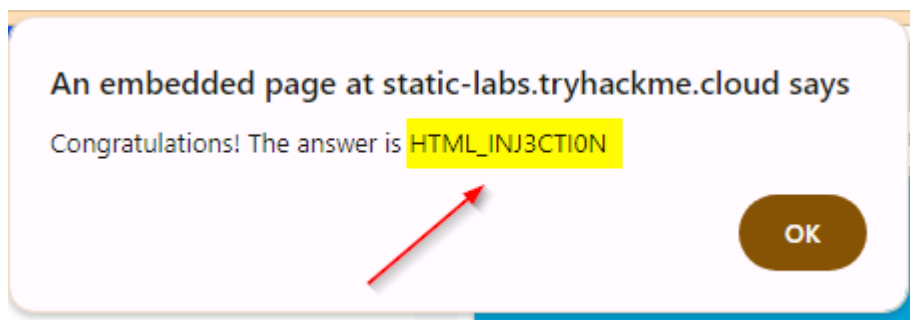 An embedded page at static-labs.tryhackme.cloud says
Congratulations! The answer is HTML_INJ3CTI0N
OK